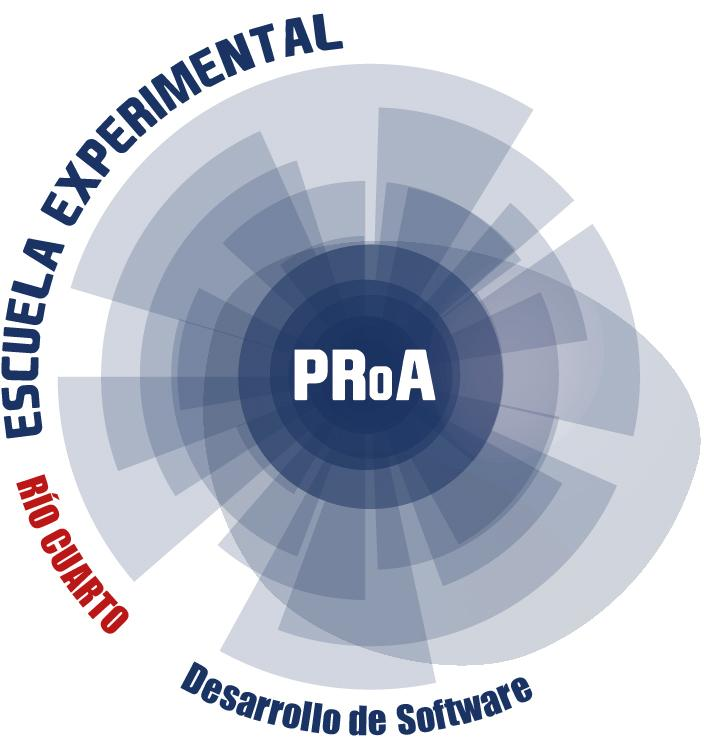 ESCUELA EXPERIMENTAL
PRoA
RÍO CUARTO
Desarrollo de Software